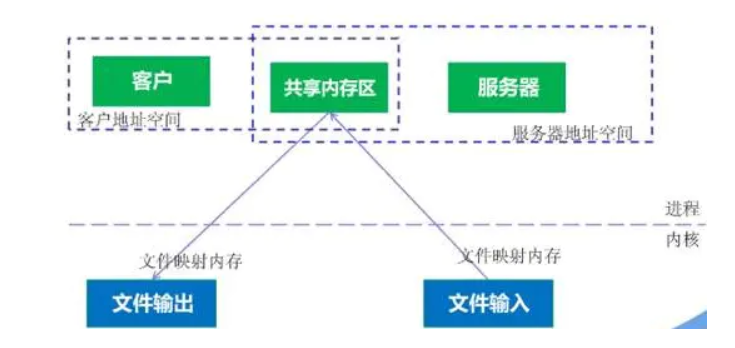 客户
共享内存区
服务器
客户地址空间
服务器地址空间
进程
内核
文件映射内存
文件映射内存
文件输出
文件输入